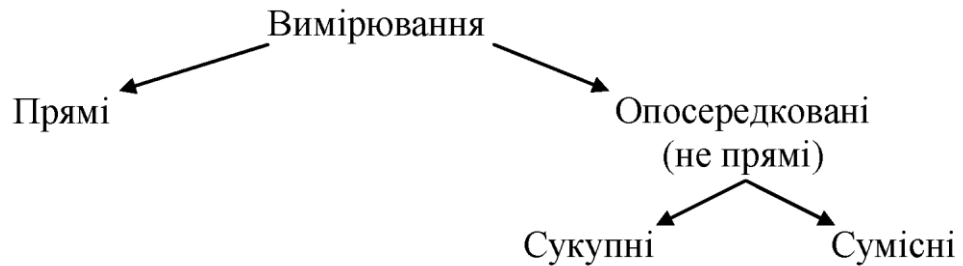 Вимірювання
Прямі
Опосередковані
(не прямі)
Сукупні
Сумісні